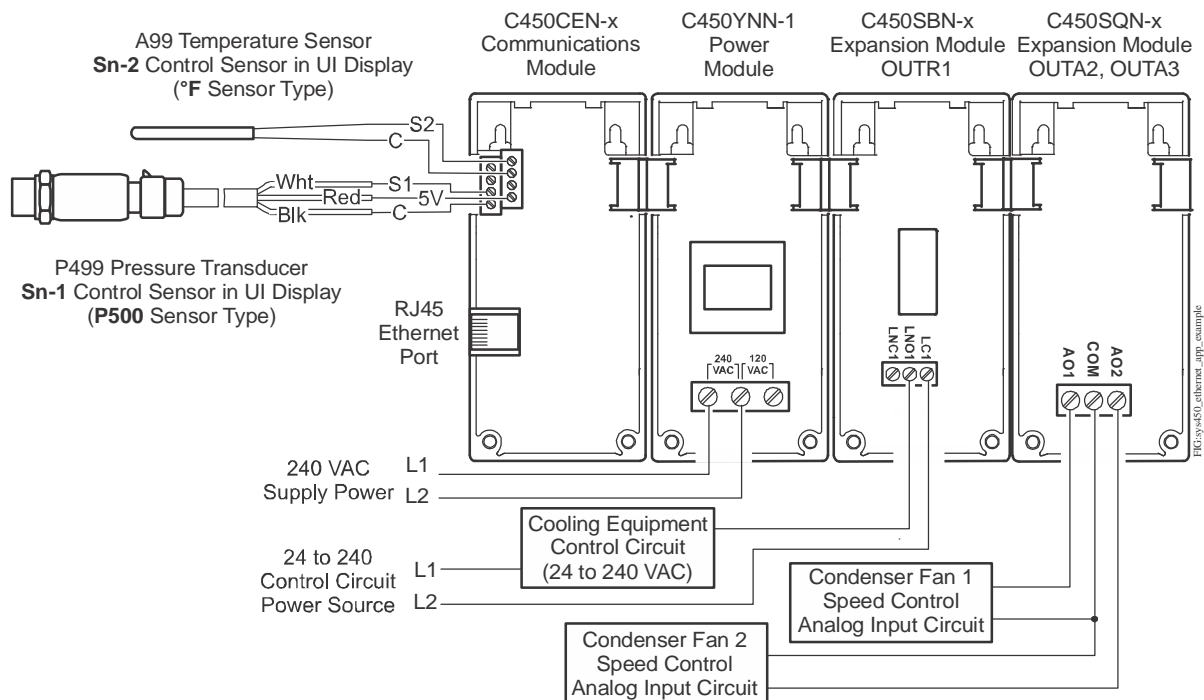 A99 Temperature Sensor
Sn-2 Control Sensor in UI Display
(°F Sensor Type)
C450CEN-x
Communications
Module
C450YNN-1
Power
Module
C450SBN-x
Expansion Module
OUTR1
C450SQN-x
Expansion Module
OUTA2, OUTA3
S2
C
Wht
S1
Red
5V
Blk
C
P499 Pressure Transducer
Sn-1 Control Sensor in UI Display
(P500 Sensor Type)
RJ45
Ethernet
Port
240
VAC
120
VAC
LNC1
LNO1
LC1
AO1
COM
AO2
FIG:sys450_ethernet_app_example
240 VAC
Supply Power
L1
L2
24 to 240
Control Circuit
Power Source
L1
L2
Cooling Equipment
Control Circuit
(24 to 240 VAC)
Condenser Fan 1
Speed Control
Analog Input Circuit
Condenser Fan 2
Speed Control
Analog Input Circuit